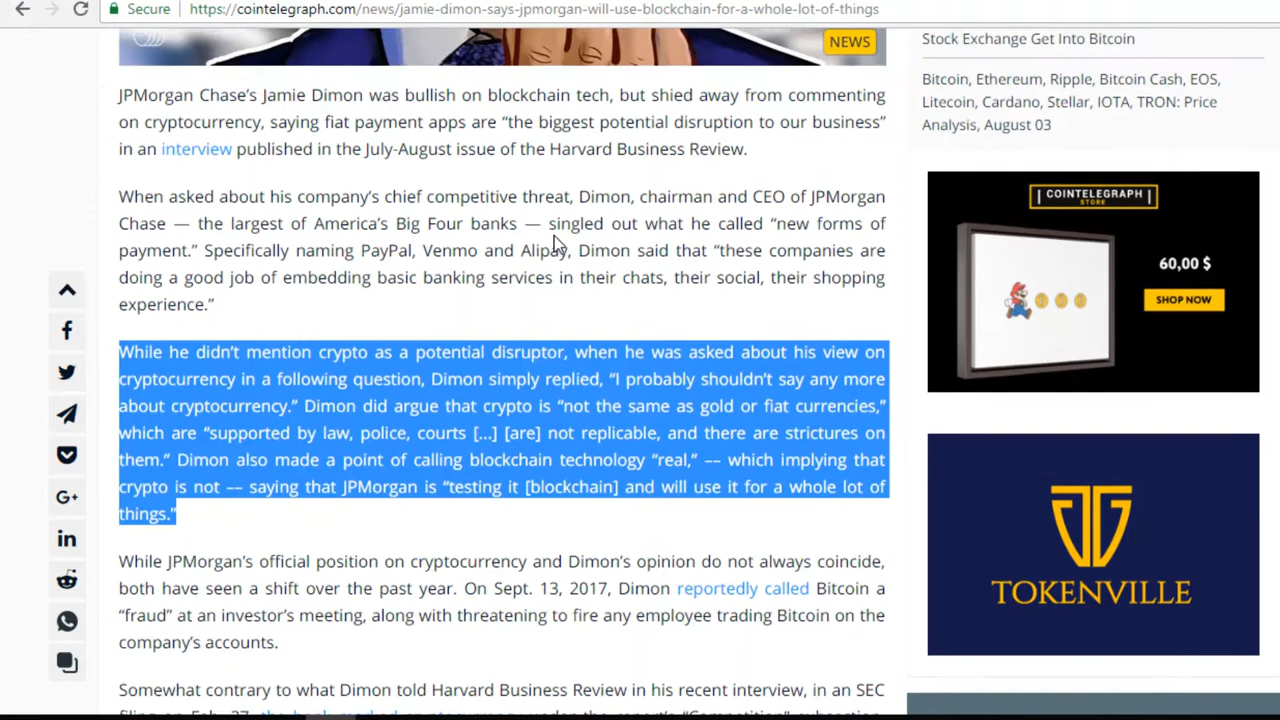 Secure
https://cointelegraph.com/news/jamie-dimon-says-jpmorgan-will-use-blockchain-for-a-whole-lot-of-things
NEWS
JPMorgan Chase’s Jamie Dimon was bullish on blockchain tech, but shied away from commenting
on cryptocurrency, saying fiat payment apps are “the biggest potential disruption to our business”
in an interview published in the July-August issue of the Harvard Business Review.
When asked about his company’s chief competitive threat, Dimon, chairman and CEO of JPMorgan
Chase — the largest of America’s Big Four banks — singled out what he called “new forms of
payment.” Specifically naming PayPal, Venmo and Alipay, Dimon said that “these companies are
doing a good job of embedding basic banking services in their chats, their social, their shopping
experience.”
While he didn’t mention crypto as a potential disruptor, when he was asked about his view on
cryptocurrency in a following question, Dimon simply replied, “I probably shouldn’t say any more
about cryptocurrency.” Dimon did argue that crypto is “not the same as gold or fiat currencies,”
which are “supported by law, police, courts [...] [are] not replicable, and there are strictures on
them.” Dimon also made a point of calling blockchain technology “real,” –– which implying that
crypto is not –– saying that JPMorgan is “testing it [blockchain] and will use it for a whole lot of
things.”
While JPMorgan’s official position on cryptocurrency and Dimon’s opinion do not always coincide,
both have seen a shift over the past year. On Sept. 13, 2017, Dimon reportedly called Bitcoin a
“fraud” at an investor’s meeting, along with threatening to fire any employee trading Bitcoin on the
company’s accounts.
Somewhat contrary to what Dimon told Harvard Business Review in his recent interview, in an SEC
filing on Feb. 27, the bank marked cryptocurrency under the report’s “Competition” subsection,
Stock Exchange Get Into Bitcoin
Bitcoin, Ethereum, Ripple, Bitcoin Cash, EOS,
Litecoin, Cardano, Stellar, IOTA, TRON: Price
Analysis, August 03
COINTELEGRAPH
STORE
60,00 $
SHOP NOW
TOKENVILLE
G+
in